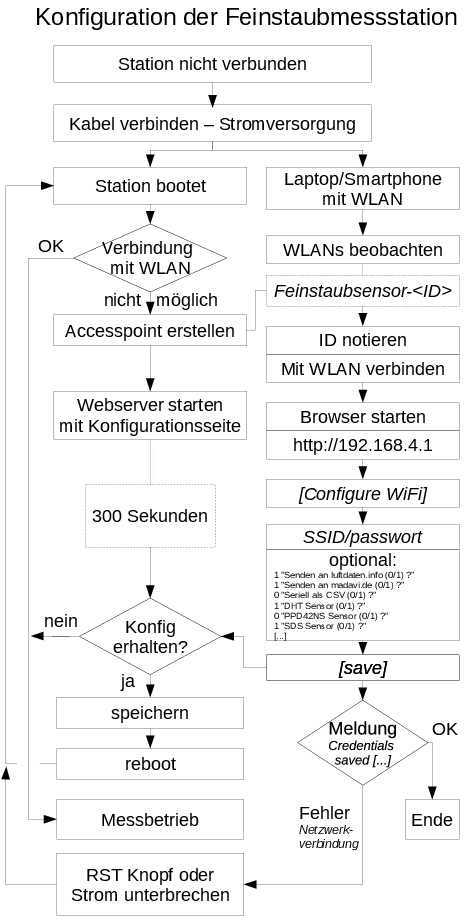 Konfiguration der Feinstaubmessstation
Station nicht verbunden
Kabel verbinden – Stromversorgung
Station bootet
Laptop/Smartphone
mit WLAN
OK
Verbindung
mit WLAN
WLANs beobachten
nicht möglich
Feinstaubsensor-<ID>
Accesspoint erstellen
ID notieren
Mit WLAN verbinden
Webserver starten
mit Konfigurationsseite
Browser starten
http://192.168.4.1
300 Sekunden
[Configure WiFi]
SSID/passwort
optional:
1 "Senden an luftdaten.info (0/1) ?"
1 "Senden an madavi.de (0/1) ?"
0 "Seriell als CSV (0/1) ?"
1 "DHT Sensor (0/1) ?"
0 "PPD42NS Sensor (0/1) ?"
1 "SDS Sensor (0/1) ?"
[...]
nein
Konfig
erhalten?
ja
[save]
speichern
reboot
Meldung
Credentials
saved [...]
OK
Messbetrieb
Fehler
Netzwerk-
verbindung
Ende
RST Knopf oder
Strom unterbrechen